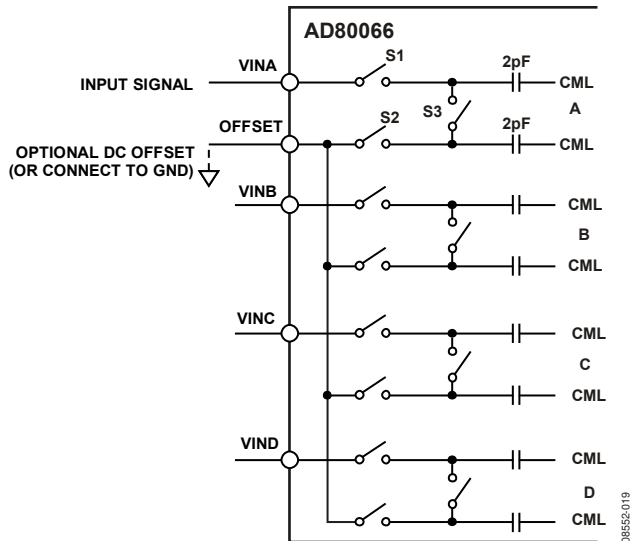 AD80066
VINA
S1
2pF
INPUT SIGNAL
CML
A
OFFSET
S2
S3
2pF
CML
OPTIONAL DC OFFSET
(OR CONNECT TO GND)
VINB
CML
B
CML
VINC
CML
C
CML
VIND
CML
D
CML
08552-019